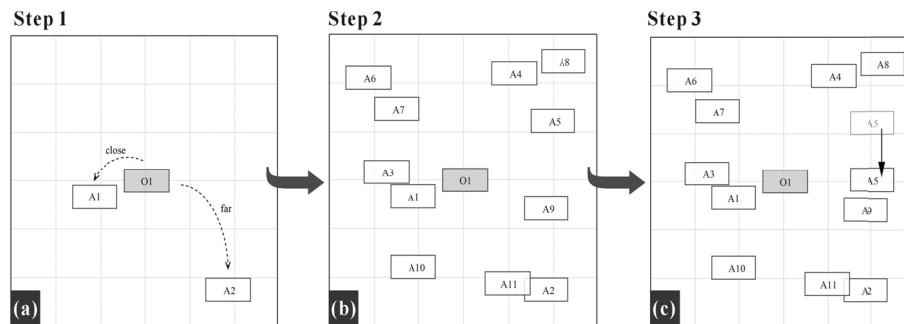 Step 1
Step 2
Step 3
close
O1
A1
far
A2
(a)
A8
A4
A6
A7
A5
A3
O1
A1
A9
A10
A11
A2
(b)
A8
A4
A6
A7
A5
A3
O1
A5
A1
A9
A10
A11
A2
(c)